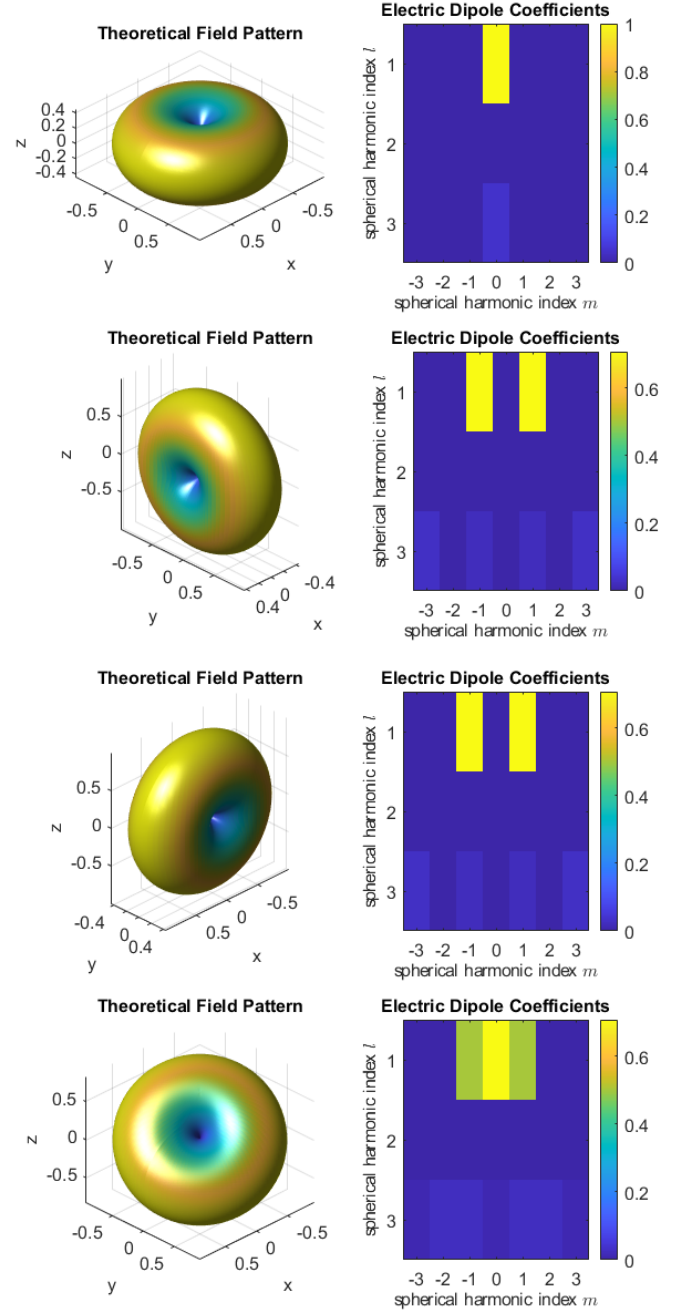 Theoretical Field Pattern
0.4
0.2
0
-0.2
-0.4
z
-0.5
0
0.5
y
0.5
0
-0.5
x
Electric Dipole Coefficients
spherical harmonic index l
1
2
3
-3 -2 -1 0 1 2 3
spherical harmonic index m
1
0.8
0.6
0.4
0.2
0
Theoretical Field Pattern
0.5
0
-0.5
z
-0.5
0
0.5
y
0.4
0
-0.4
x
Electric Dipole Coefficients
spherical harmonic index l
1
2
3
-3 -2 -1 0 1 2 3
spherical harmonic index m
0.6
0.4
0.2
0
Theoretical Field Pattern
0.5
0
-0.5
z
-0.4
0
0.4
y
0.5
0
-0.5
x
Electric Dipole Coefficients
spherical harmonic index l
1
2
3
-3 -2 -1 0 1 2 3
spherical harmonic index m
0.6
0.4
0.2
0
Theoretical Field Pattern
0.5
0
-0.5
z
-0.5
0
0.5
y
0.5
0
-0.5
x
Electric Dipole Coefficients
spherical harmonic index l
1
2
3
-3 -2 -1 0 1 2 3
spherical harmonic index m
0.6
0.4
0.2
0